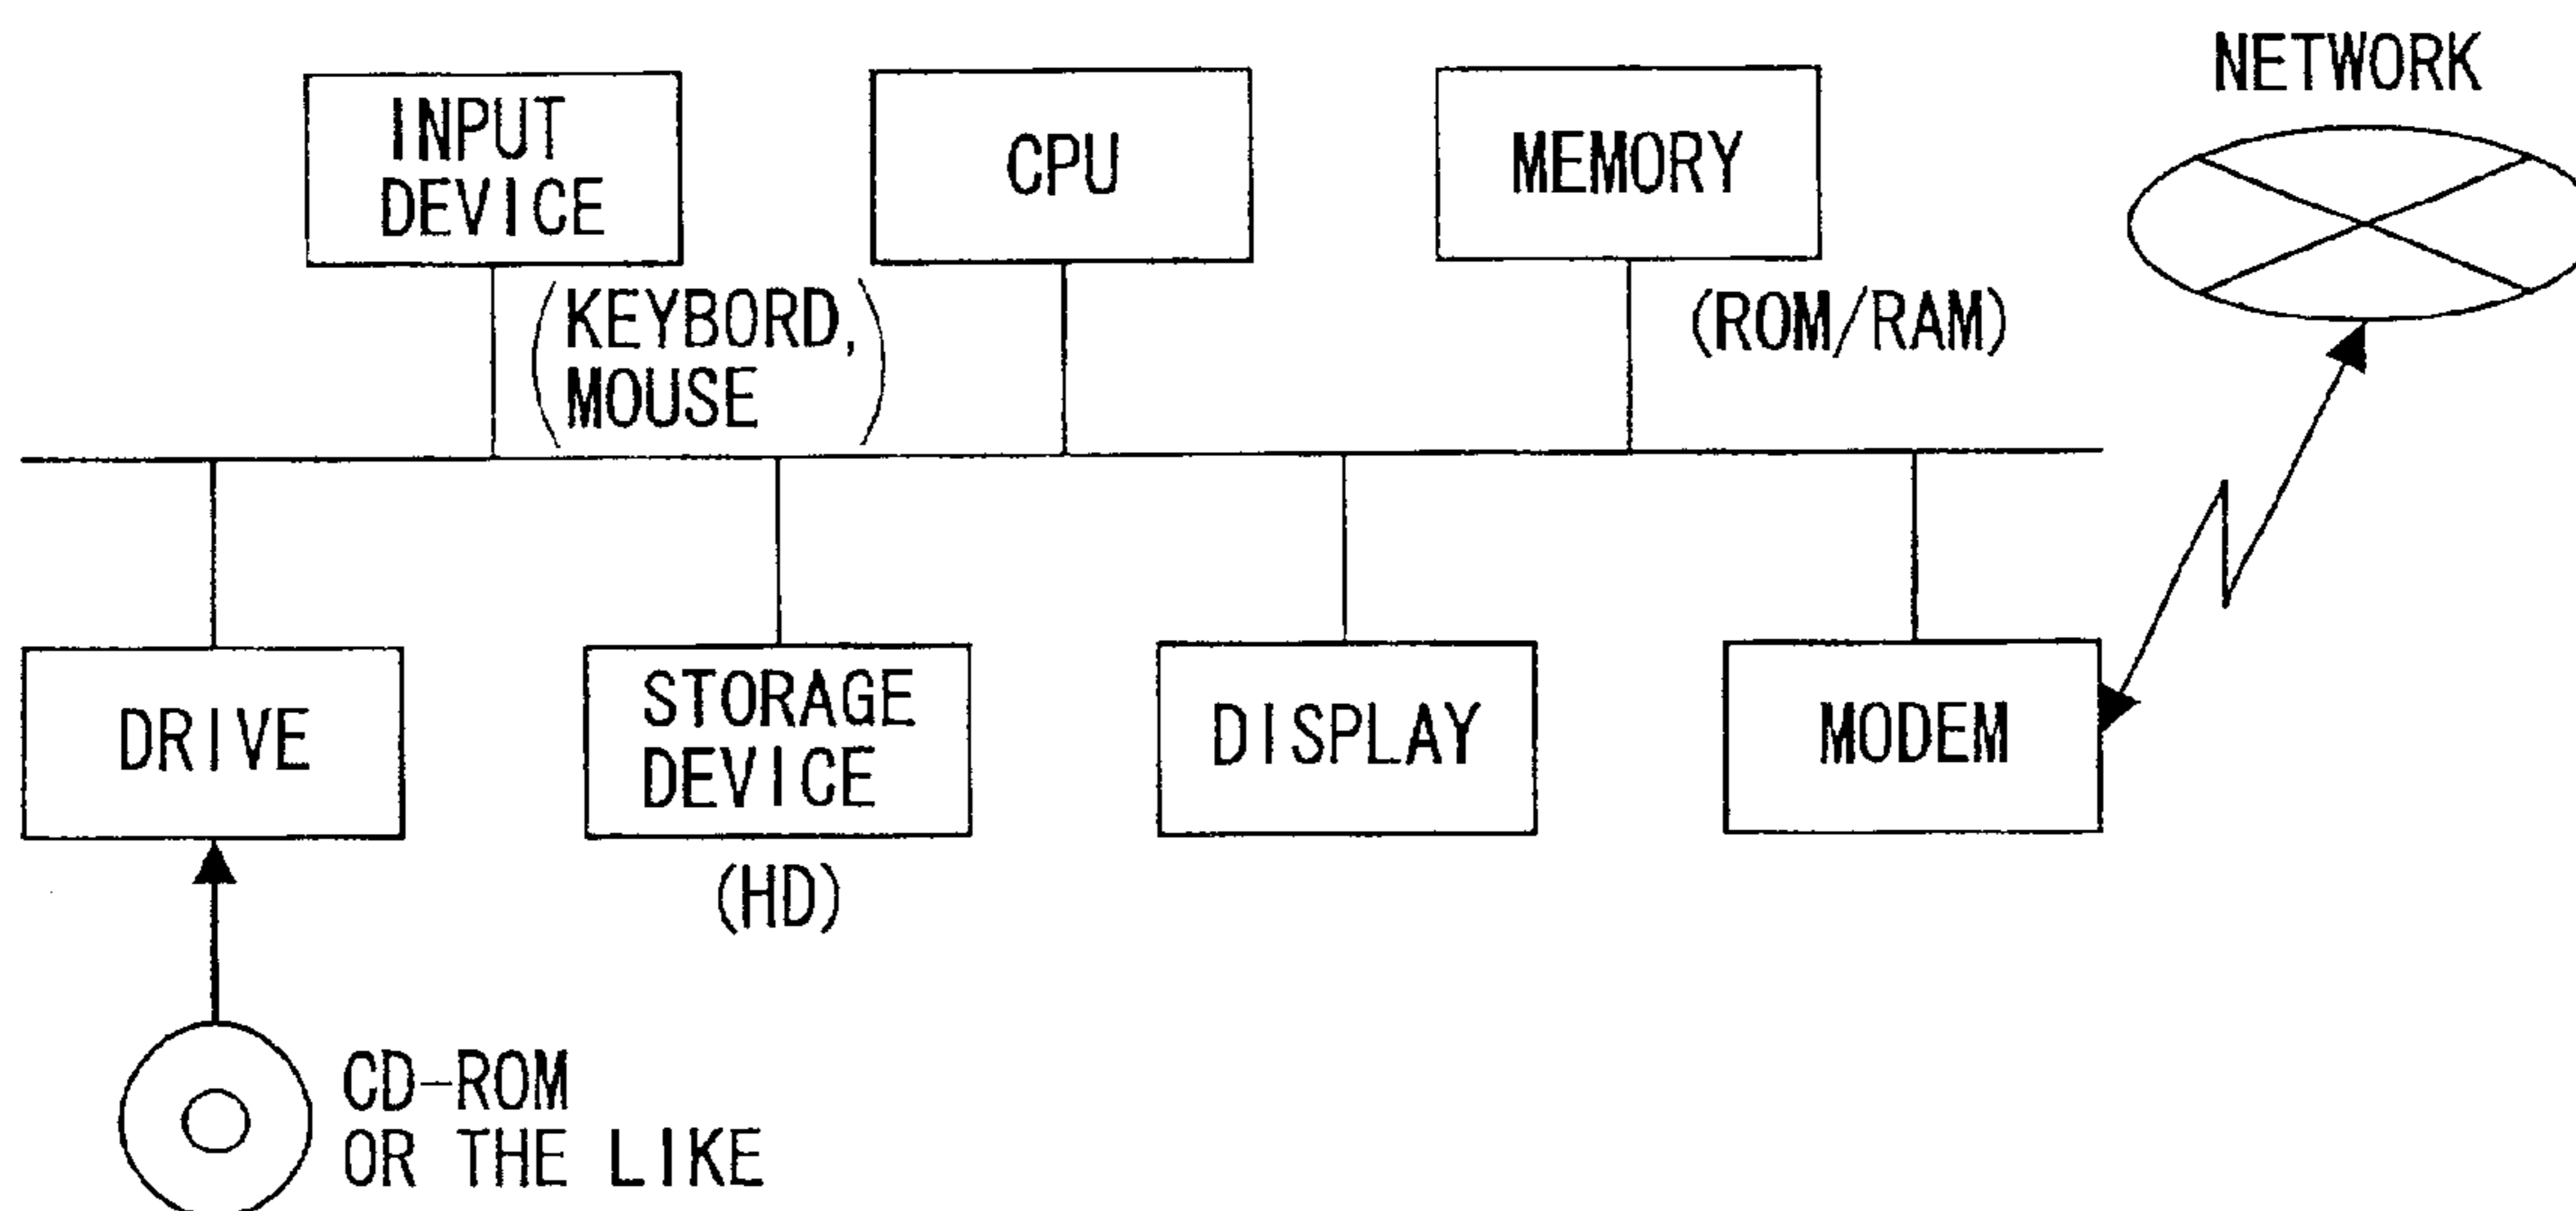 NETWORK
INPUT
DEVICE
CPU
MEMORY
(KEYBORD,
MOUSE)
(ROM/RAM)
DRIVE
STORAGE
DEVICE
DISPLAY
MODEM
(HD)
CD-ROM
OR THE LIKE